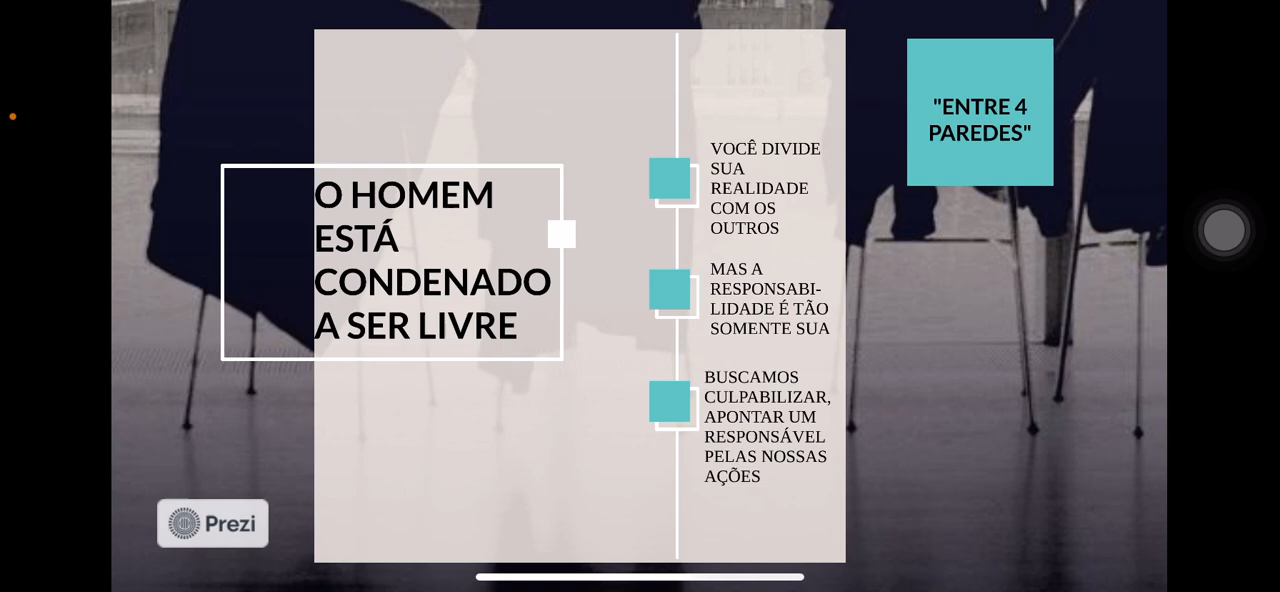 O HOMEM
ESTÁ
CONDENADO
A SER LIVRE
VOCÊ DIVIDE
SUA
REALIDADE
COM OS
OUTROS
MAS A
RESPONSABI-
LIDADE É TÃO
SOMENTE SUA
BUSCAMOS
CULPABILIZAR,
APONTAR UM
RESPONSÁVEL
PELAS NOSSAS
AÇÕES
"ENTRE 4
PAREDES"
Prezi